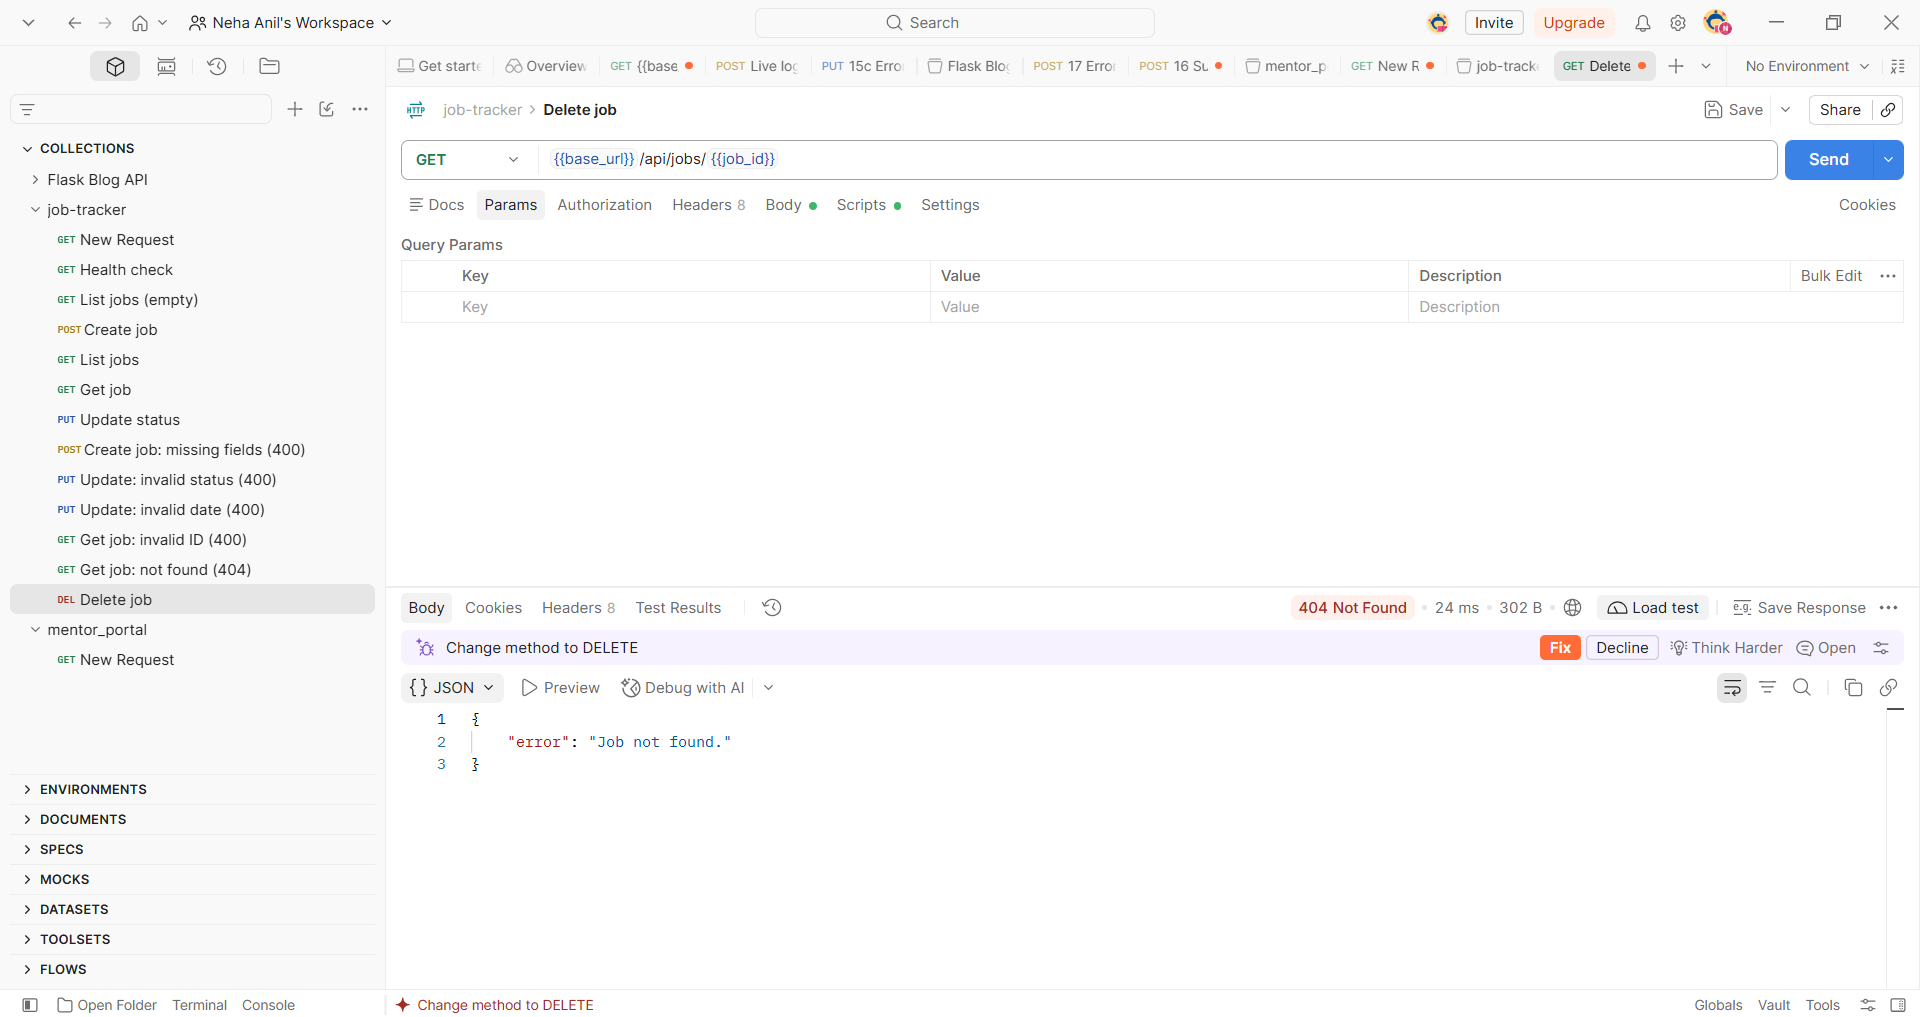 Neha Anil's Workspace
Search
Invite
Upgrade
Get starte
Overview
GET {{base
POST Live log
PUT 15c Erro
Flask Blog
POST 17 Erro
POST 16 Su
mentor_p
GET New R
job-track
GET Delete
No Environment
job-tracker > Delete job
Save
Share
COLLECTIONS
Flask Blog API
job-tracker
GET New Request
GET Health check
GET List jobs (empty)
POST Create job
GET List jobs
GET Get job
PUT Update status
POST Create job: missing fields (400)
PUT Update: invalid status (400)
PUT Update: invalid date (400)
GET Get job: invalid ID (400)
GET Get job: not found (404)
DEL Delete job
mentor_portal
GET New Request
ENVIRONMENTS
DOCUMENTS
SPECS
MOCKS
DATASETS
TOOLSETS
FLOWS
HTTP
GET
{{base_url}} /api/jobs/ {{job_id}}
Send
Docs
Params
Authorization
Headers 8
Body
Scripts
Settings
Cookies
Query Params
Key
Value
Description
Bulk Edit
Key
Value
Description
Body
Cookies
Headers 8
Test Results
404 Not Found
24 ms
302 B
Load test
e.g. Save Response
Change method to DELETE
Fix
Decline
Think Harder
Open
{} JSON
Preview
Debug with AI
1 {
2 "error": "Job not found."
3 }
Open Folder
Terminal
Console
Change method to DELETE
Globals
Vault
Tools